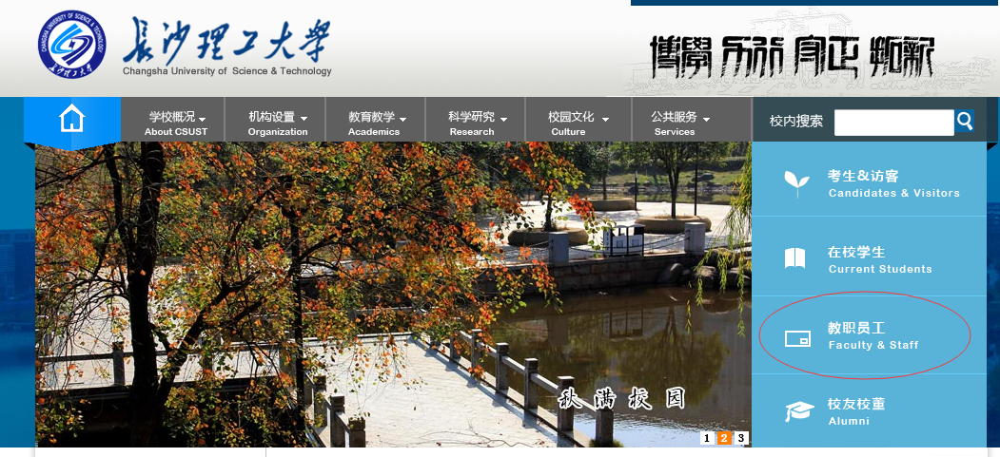 长沙理工大学
Changsha University of Science & Technology
博學 力行 守正 拓新
学校概况
About CSUST
机构设置
Organization
教育教学
Academics
科学研究
Research
校园文化
Culture
公共服务
Services
校内搜索
考生&访客
Candidates & Visitors
在校学生
Current Students
教职员工
Faculty & Staff
校友校董
Alumni
秋满校园
1 2 3